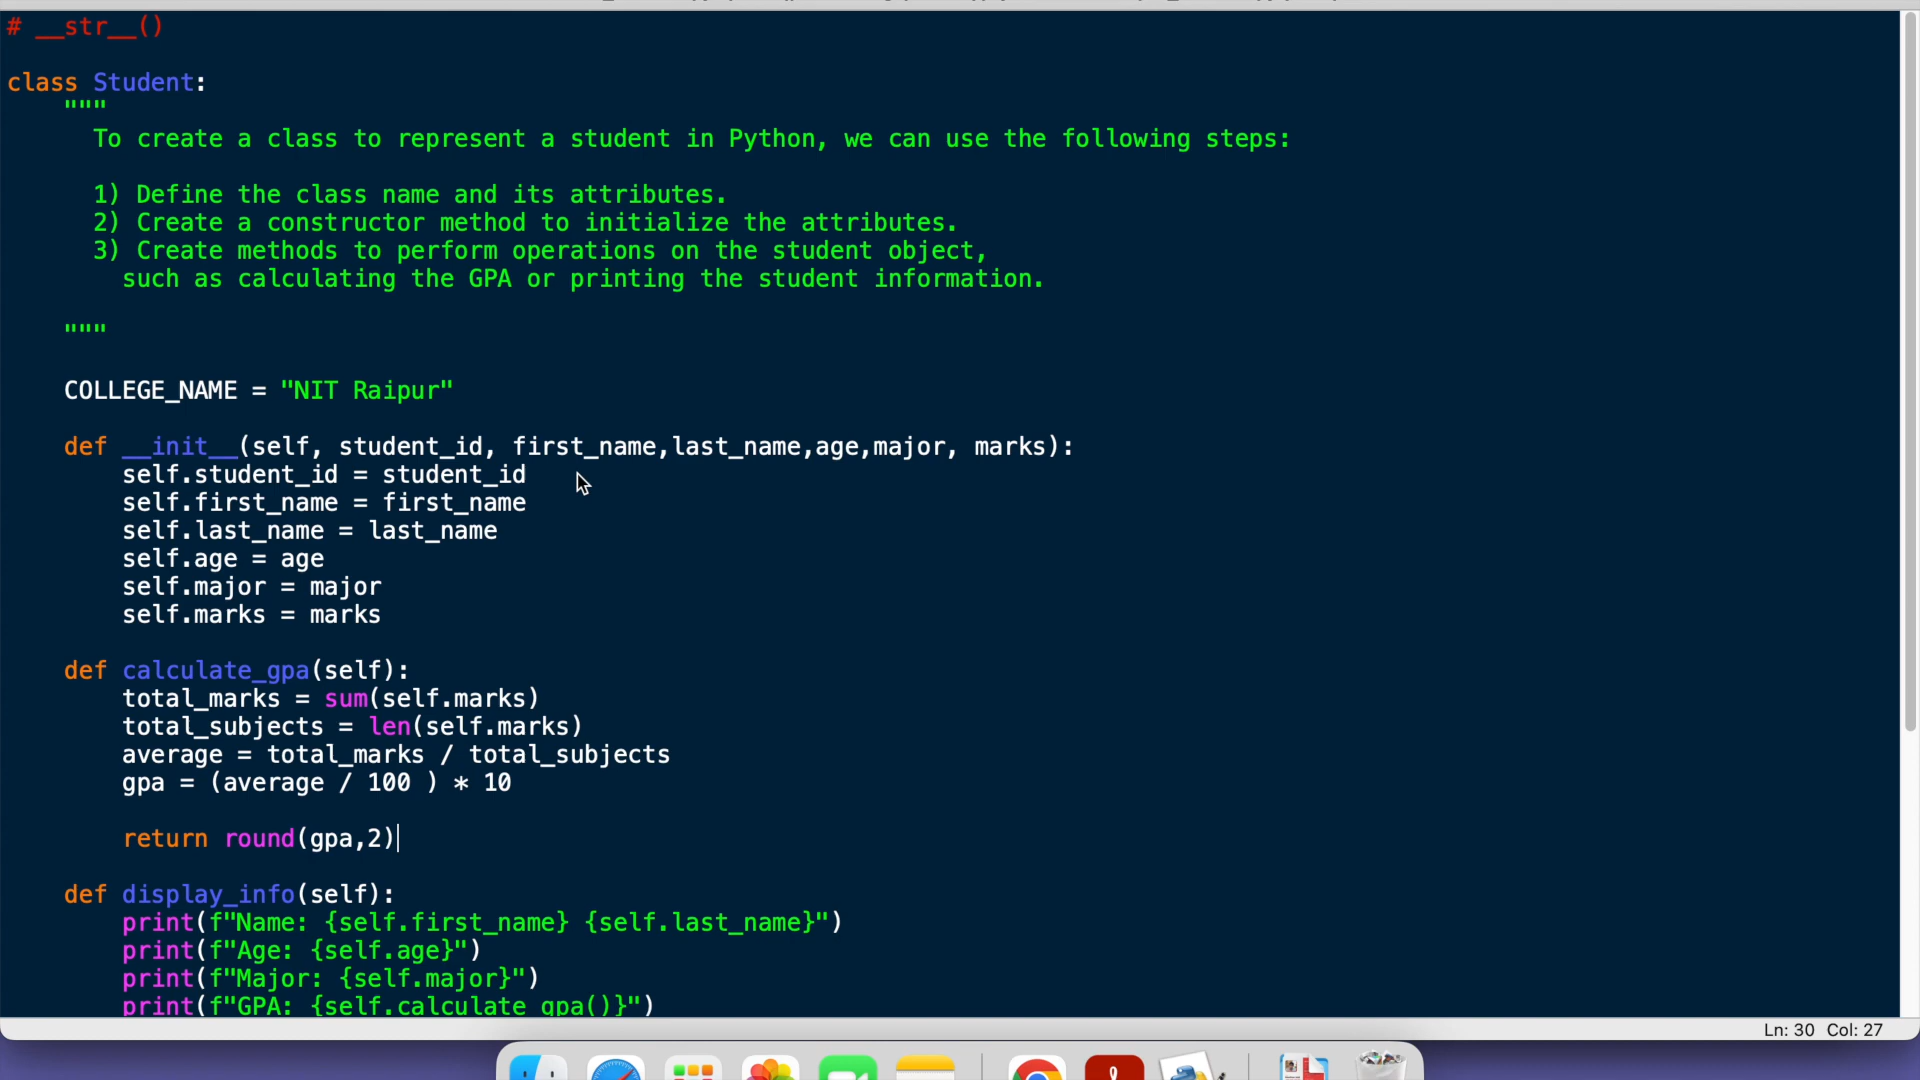 # __str__()
class Student:
"""
To create a class to represent a student in Python, we can use the following steps:
1) Define the class name and its attributes.
2) Create a constructor method to initialize the attributes.
3) Create methods to perform operations on the student object,
such as calculating the GPA or printing the student information.
"""
COLLEGE_NAME = "NIT Raipur"
def __init__(self, student_id, first_name,last_name,age,major, marks):
self.student_id = student_id
self.first_name = first_name
self.last_name = last_name
self.age = age
self.major = major
self.marks = marks
def calculate_gpa(self):
total_marks = sum(self.marks)
total_subjects = len(self.marks)
average = total_marks / total_subjects
gpa = (average / 100 ) * 10
return round(gpa,2)
def display_info(self):
print(f"Name: {self.first_name} {self.last_name}")
print(f"Age: {self.age}")
print(f"Major: {self.major}")
print(f"GPA: {self.calculate_gpa()}")
Ln: 30 Col: 27